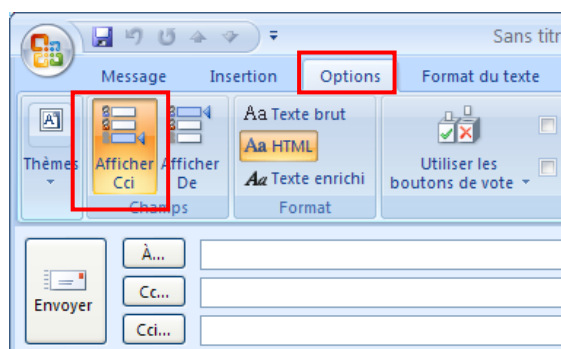 Sans titr
Message Insertion Options Format du texte
Thèmes
Afficher Cci
Afficher De
Champs
Aa Texte brut
Aa HTML
Aa Texte enrichi
Format
Utiliser les
boutons de vote
Envoyer
À...
Cc...
Cci...